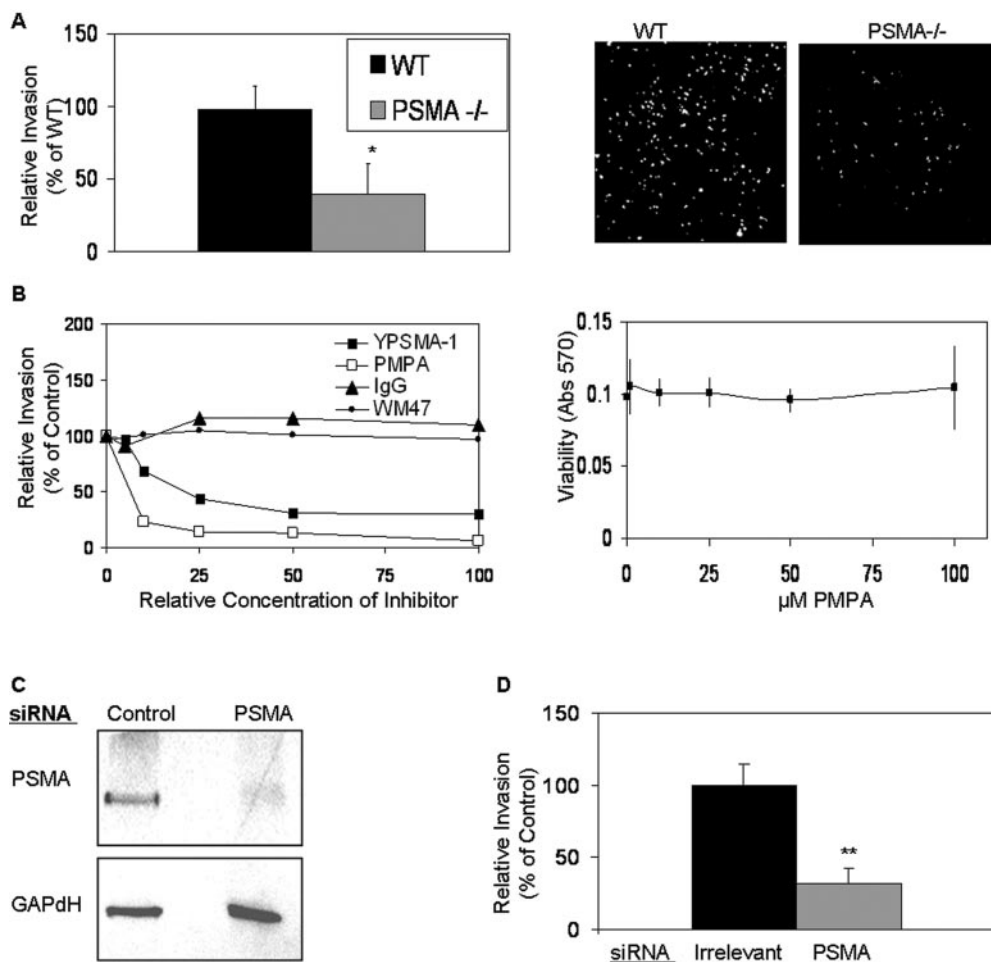 A
Relative Invasion
(% of WT)
150
100
50
0
WT
PSMA -/-
*
WT
PSMA-/-
B
Relative Invasion
(% of Control)
200
150
100
50
0
YPSMA-1
PMPA
IgG
WM47
0 25 50 75 100
Relative Concentration of Inhibitor
Viability (Abs 570)
0.15
0.1
0.05
0
0 25 50 75 100
µM PMPA
C
siRNA Control PSMA
PSMA
GAPdH
D
Relative Invasion
(% of Control)
150
100
50
0
**
siRNA Irrelevant PSMA